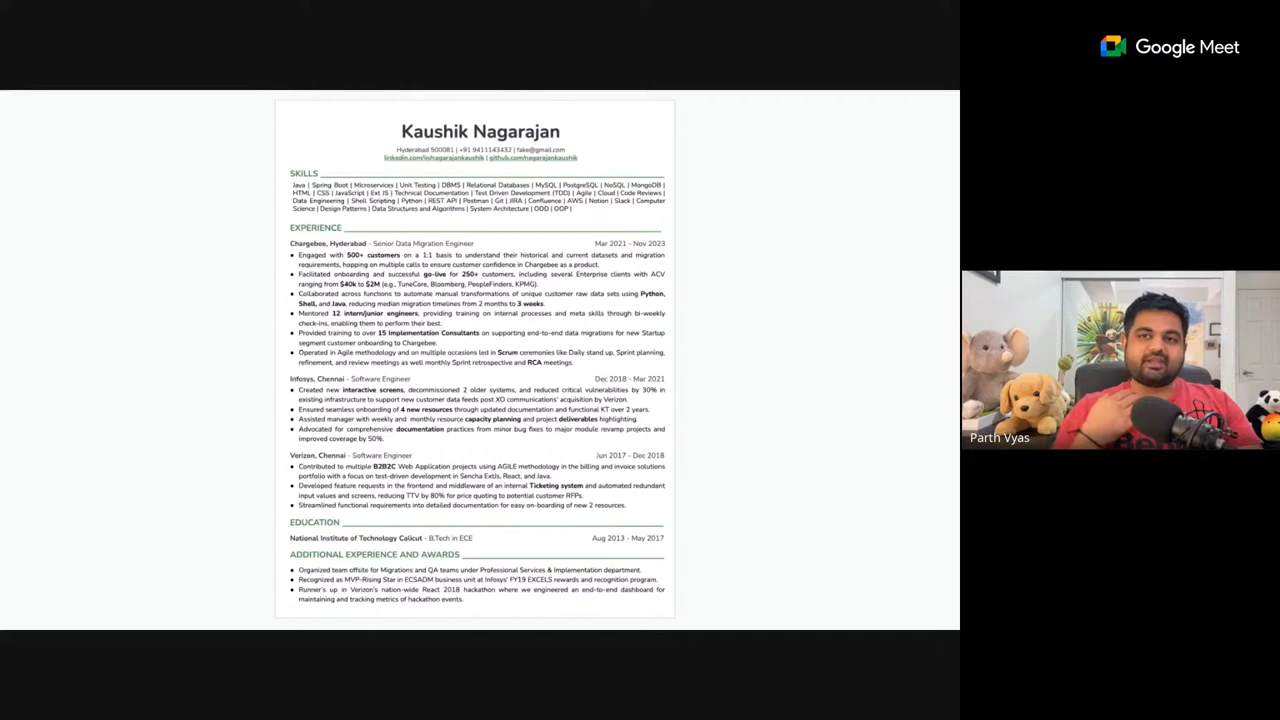 Google Meet
Kaushik Nagarajan
Hyderabad 500081 | +91 9411143432 | fake@gmail.com
linkedin.com/in/nagarajankaushik | github.com/nagarajankaushik
SKILLS
Java | Spring Boot | Microservices | Unit Testing | DBMS | Relational Databases | MySQL | PostgreSQL | NoSQL | MongoDB |
HTML | CSS | JavaScript | Ext JS | Technical Documentation | Test Driven Development (TDD) | Agile | Cloud | Code Reviews |
Data Engineering | Shell Scripting | Python | REST API | Postman | Git | JIRA | Confluence | AWS | Notion | Slack | Computer
Science | Design Patterns | Data Structures and Algorithms | System Architecture | OOD | OOP |
EXPERIENCE
Chargebee, Hyderabad - Senior Data Migration Engineer Mar 2021 - Nov 2023
• Engaged with 500+ customers on a 1:1 basis to understand their historical and current datasets and migration
requirements, hopping on multiple calls to ensure customer confidence in Chargebee as a product.
• Facilitated onboarding and successful go-live for 250+ customers, including several Enterprise clients with ACV
ranging from $40k to $2M (e.g., TuneCore, Bloomberg, PeopleFinders, KPMG).
• Collaborated across functions to automate manual transformations of unique customer raw data sets using Python,
Shell, and Java, reducing median migration timelines from 2 months to 3 weeks.
• Mentored 12 intern/junior engineers, providing training on internal processes and meta skills through bi-weekly
check-ins, enabling them to perform their best.
• Provided training to over 15 Implementation Consultants on supporting end-to-end data migrations for new Startup
segment customer onboarding to Chargebee.
• Operated in Agile methodology and on multiple occasions led in Scrum ceremonies like Daily stand up, Sprint planning,
refinement, and review meetings as well monthly Sprint retrospective and RCA meetings.
Infosys, Chennai - Software Engineer Dec 2018 - Mar 2021
• Created new interactive screens, decommissioned 2 older systems, and reduced critical vulnerabilities by 30% in
existing infrastructure to support new customer data feeds post XO communications' acquisition by Verizon.
• Ensured seamless onboarding of 4 new resources through updated documentation and functional KT over 2 years.
• Assisted manager with weekly and monthly resource capacity planning and project deliverables highlighting.
• Advocated for comprehensive documentation practices from minor bug fixes to major module revamp projects and
improved coverage by 50%.
Verizon, Chennai - Software Engineer Jun 2017 - Dec 2018
• Contributed to multiple B2B2C Web Application projects using AGILE methodology in the billing and invoice solutions
portfolio with a focus on test-driven development in Sencha ExtJs, React, and Java.
• Developed feature requests in the frontend and middleware of an internal Ticketing system and automated redundant
input values and screens, reducing TTV by 80% for price quoting to potential customer RFPs.
• Streamlined functional requirements into detailed documentation for easy on-boarding of new 2 resources.
EDUCATION
National Institute of Technology Calicut - B.Tech in ECE Aug 2013 - May 2017
ADDITIONAL EXPERIENCE AND AWARDS
• Organized team offsite for Migrations and QA teams under Professional Services & Implementation department.
• Recognized as MVP-Rising Star in ECSADM business unit at Infosys' FY19 EXCELS rewards and recognition program.
• Runner's up in Verizon's nation-wide React 2018 hackathon where we engineered an end-to-end dashboard for
maintaining and tracking metrics of hackathon events.
Parth Vyas